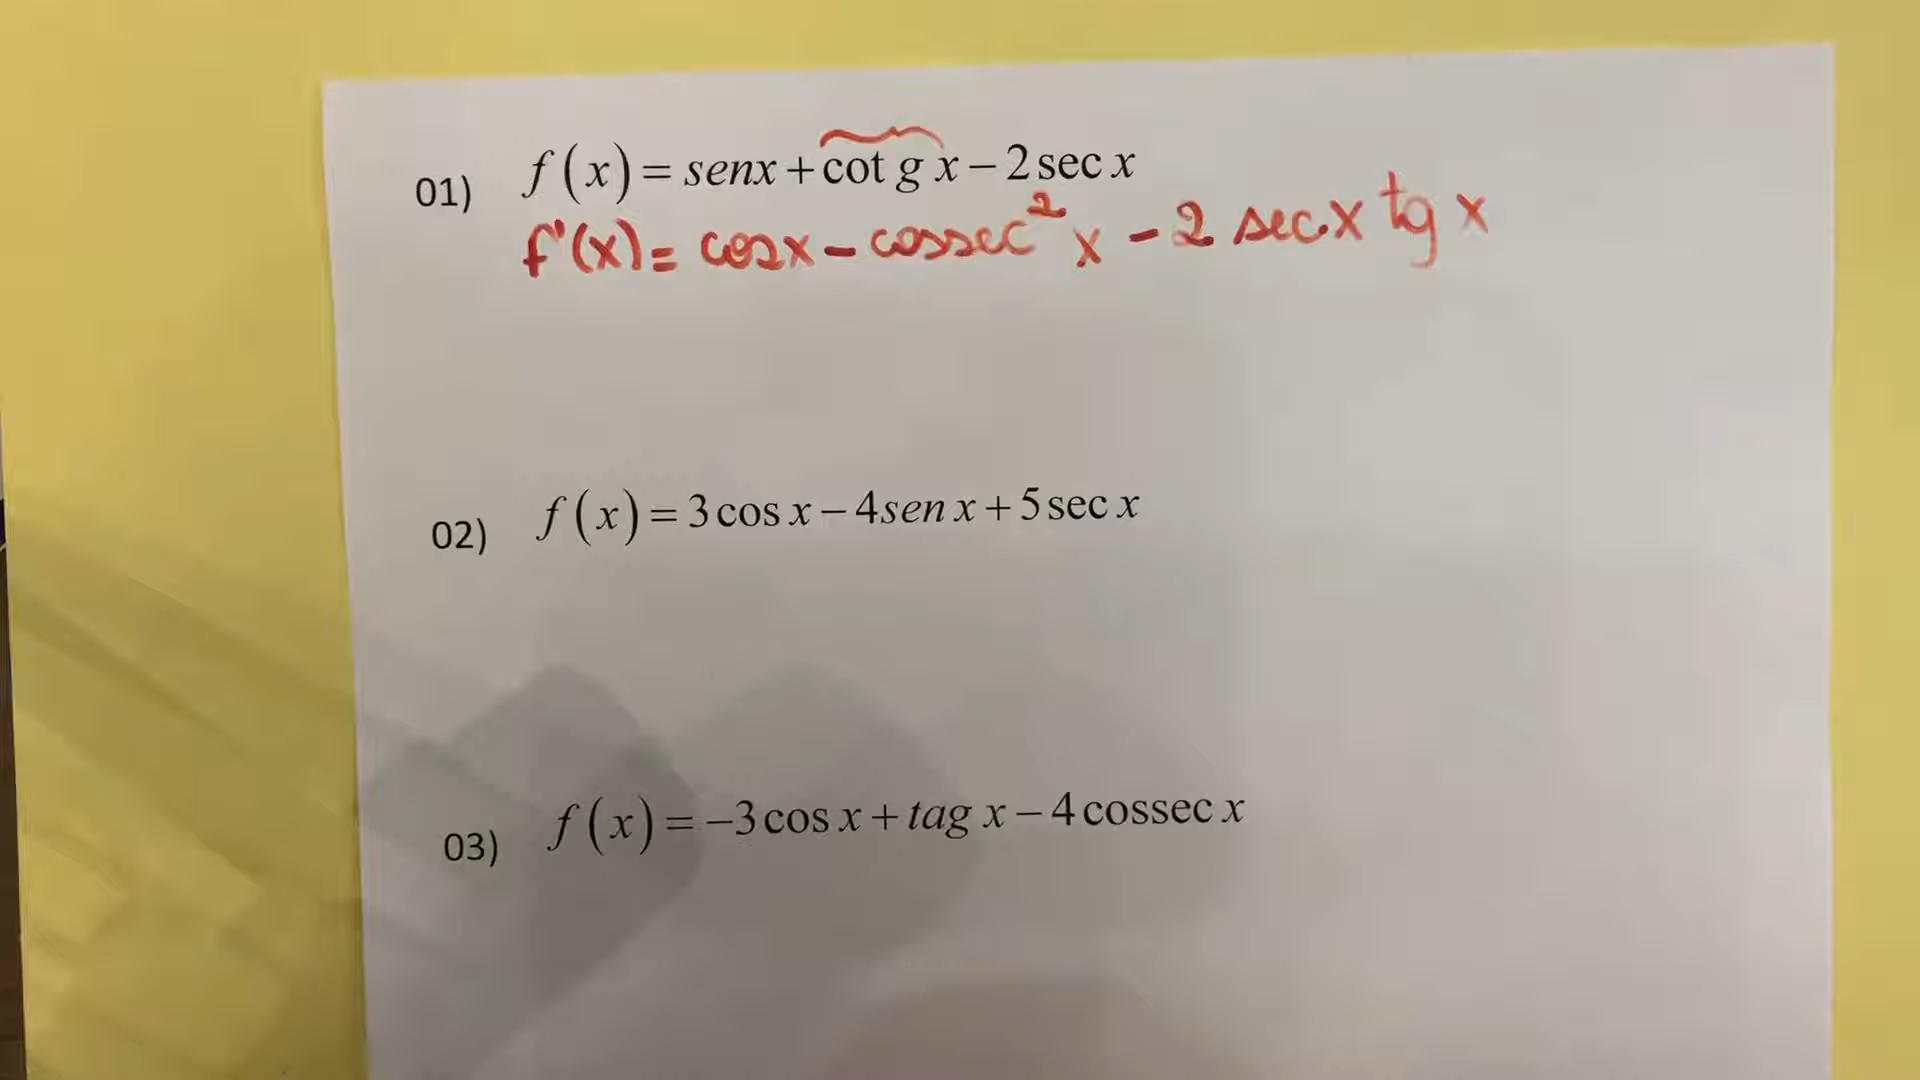 01) f(x) = senx + cot g x − 2 sec x
f'(x) = cosx − cossec² x − 2 sec x tg x
02) f(x) = 3 cos x − 4sen x + 5 sec x
03) f(x) = −3 cos x + tag x − 4 cossec x